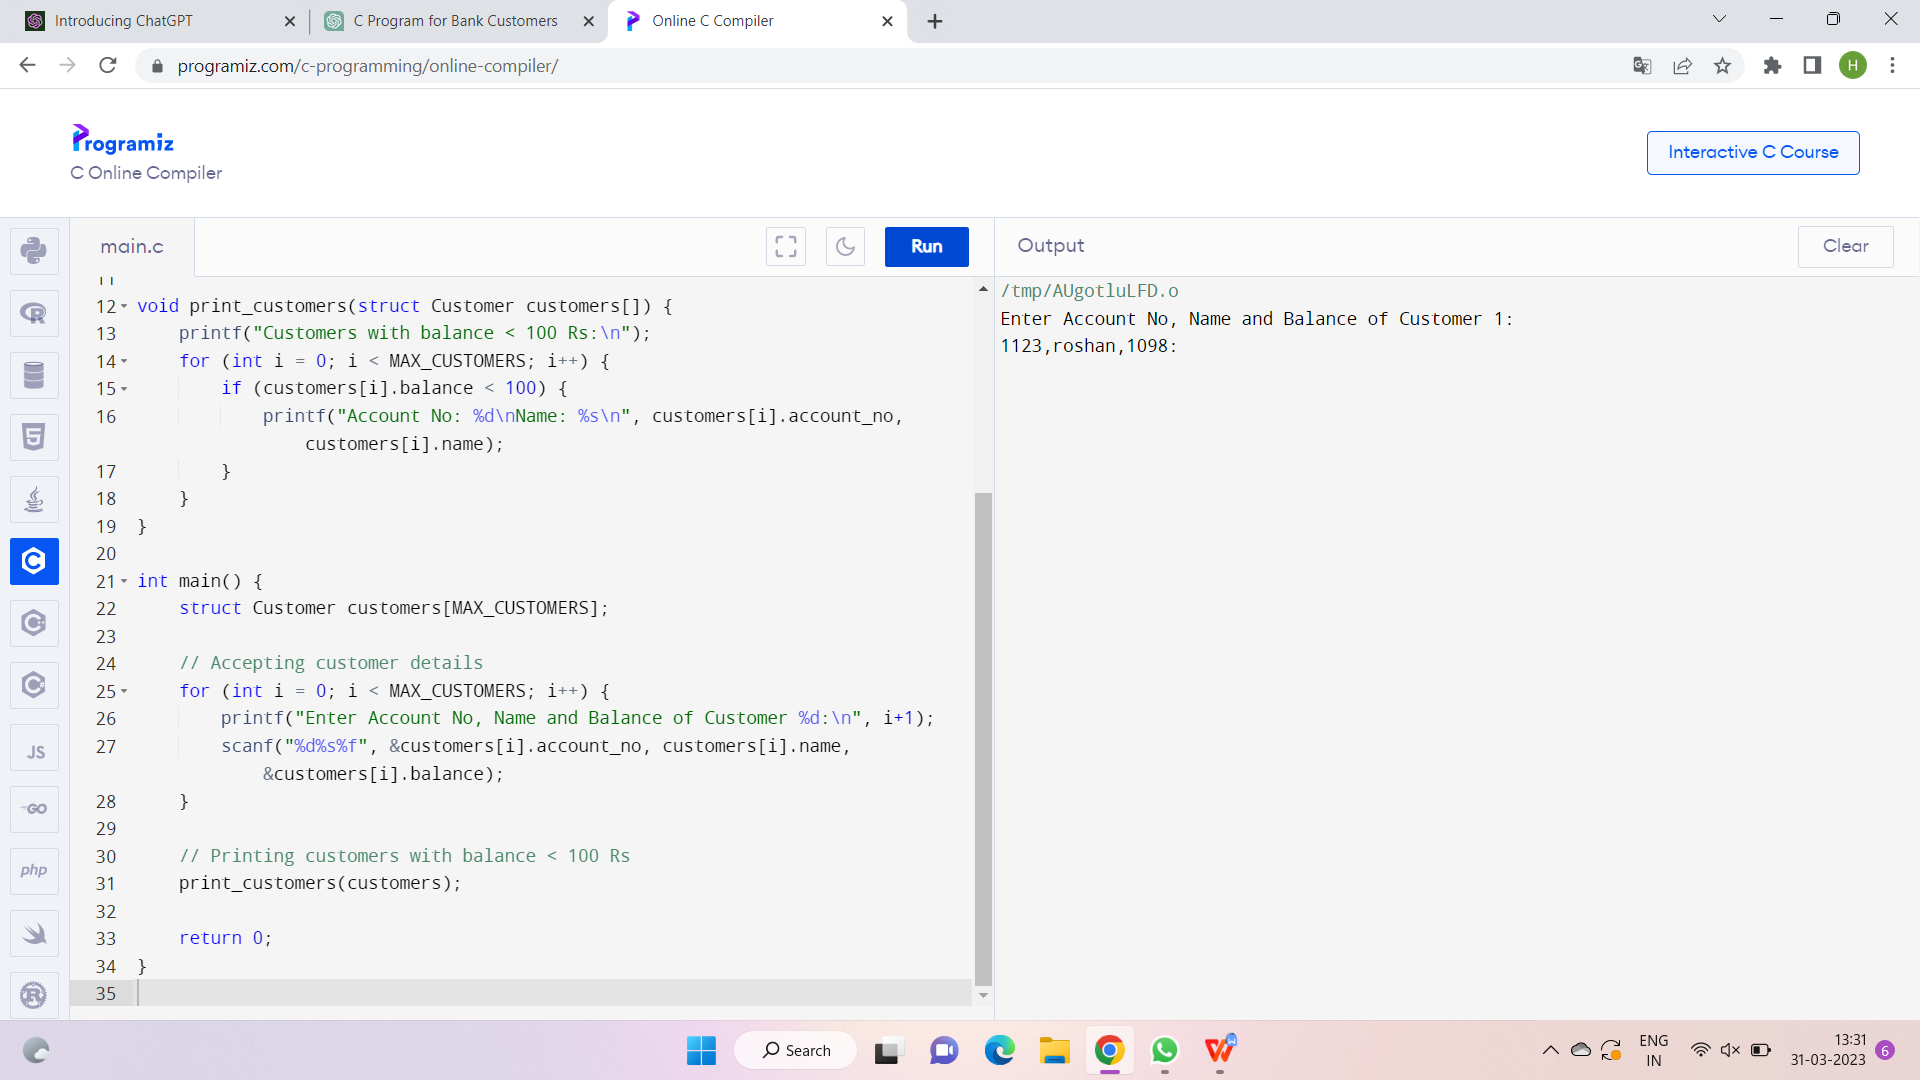 Introducing ChatGPT
C Program for Bank Customers
Online C Compiler
programiz.com/c-programming/online-compiler/
H
Programiz
C Online Compiler
Interactive C Course
main.c
Run
Output
Clear
11
12 void print_customers(struct Customer customers[]) {
13 printf("Customers with balance < 100 Rs:\n");
14 for (int i = 0; i < MAX_CUSTOMERS; i++) {
15 if (customers[i].balance < 100) {
16 printf("Account No: %d\nName: %s\n", customers[i].account_no,
customers[i].name);
17 }
18 }
19 }
20
21 int main() {
22 struct Customer customers[MAX_CUSTOMERS];
23
24 // Accepting customer details
25 for (int i = 0; i < MAX_CUSTOMERS; i++) {
26 printf("Enter Account No, Name and Balance of Customer %d:\n", i+1);
27 scanf("%d%s%f", &customers[i].account_no, customers[i].name,
&customers[i].balance);
28 }
29
30 // Printing customers with balance < 100 Rs
31 print_customers(customers);
32
33 return 0;
34 }
35
/tmp/AUgotluLFD.o
Enter Account No, Name and Balance of Customer 1:
1123,roshan,1098:
JS
GO
php
Search
ENG
IN
13:31
31-03-2023
6